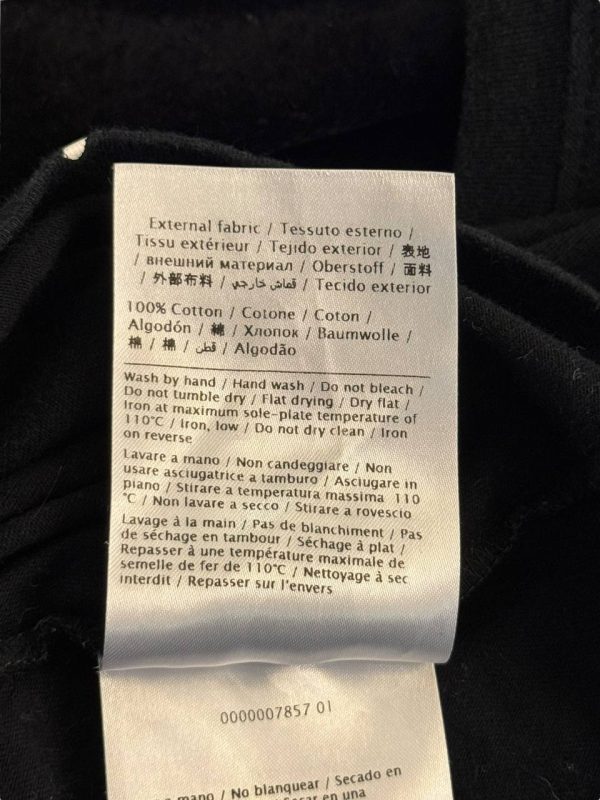 External fabric / Tessuto esterno /
Tissu extérieur / Tejido exterior / 表地
/ внешний материал / Oberstoff / 面料
/ 外部布料 / قماش خارجي / Tecido exterior
100% Cotton / Cotone / Coton /
Algodón / 綿 / Хлопок / Baumwolle /
棉 / 棉 / قطن / Algodão
Wash by hand / Hand wash / Do not bleach /
Do not tumble dry / Flat drying / Dry flat /
Iron at maximum sole-plate temperature of
110°C / Iron, low / Do not dry clean / Iron
on reverse
Lavare a mano / Non candeggiare / Non
usare asciugatrice a tamburo / Asciugare in
piano / Stirare a temperatura massima 110
°C / Non lavare a secco / Stirare a rovescio
Lavage à la main / Pas de blanchiment / Pas
de séchage en tambour / Séchage à plat /
Repasser à une température maximale de
semelle de fer de 110°C / Nettoyage à sec
interdit / Repasser sur l'envers
0000007857 01
mano / No blanquear / Secado en
en una